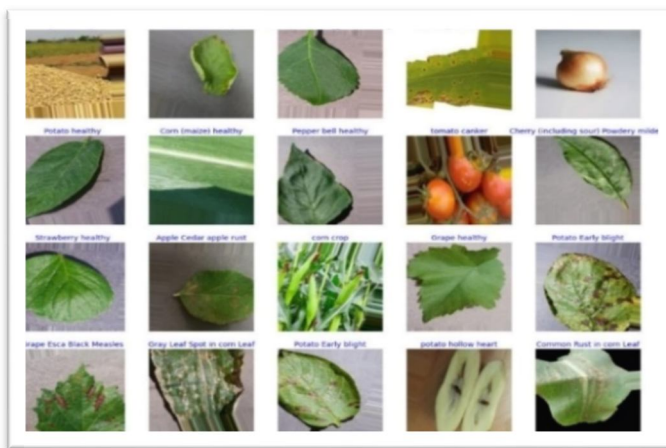 Potato healthy Corn (maize) healthy Pepper bell healthy tomato canker Cherry (including sour) Powdery milde
Strawberry healthy Apple Cedar apple rust corn crop Grape healthy Potato Early blight
rape Esca Black Measles Gray Leaf Spot in corn Leaf Potato Early blight potato hollow heart Common Rust in corn Leaf